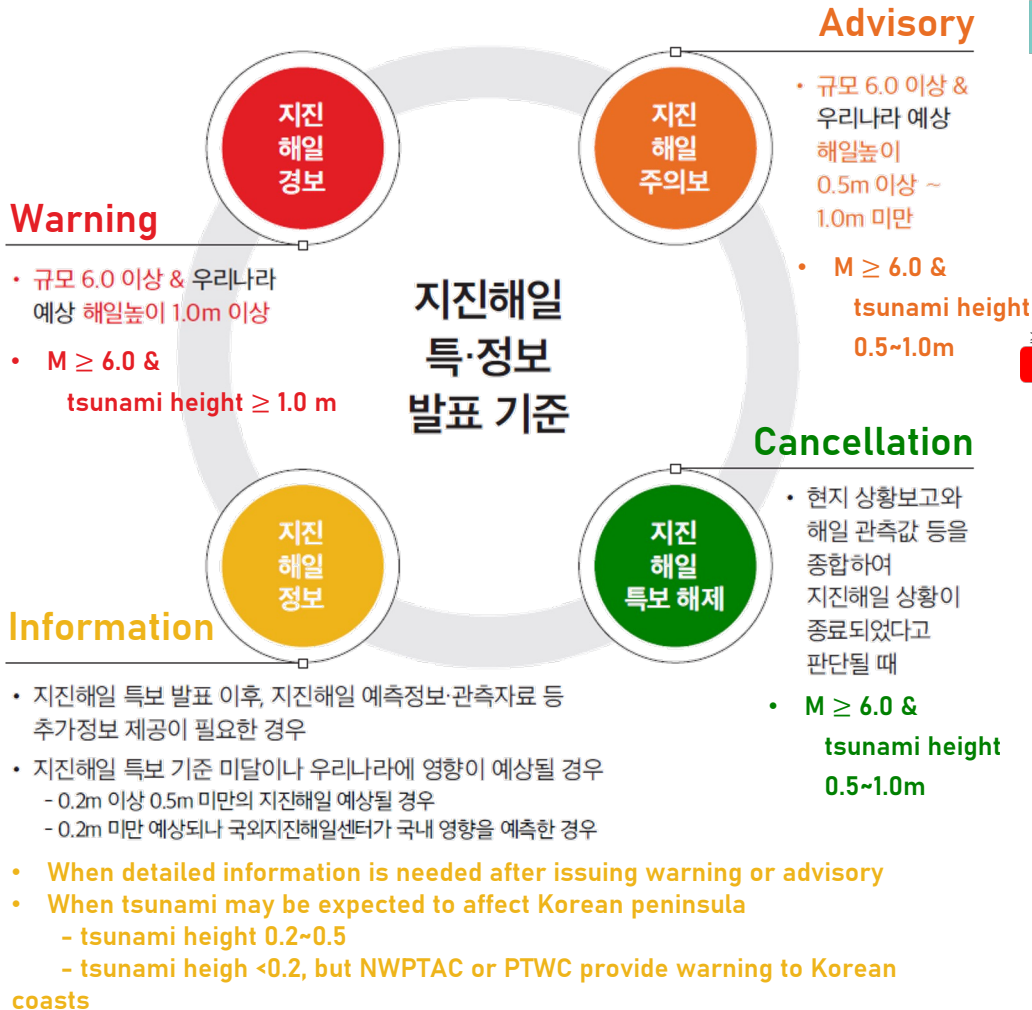 Advisory
지진
해일
경보
지진
해일
주의보
• 규모 6.0 이상 &
우리나라 예상
해일높이
0.5m 이상 ~
1.0m 미만
• M ≥ 6.0 &
tsunami height
0.5~1.0m
Warning
• 규모 6.0 이상 & 우리나라
예상 해일높이 1.0m 이상
• M ≥ 6.0 &
tsunami height ≥ 1.0 m
지진해일
특·정보
발표 기준
Cancellation
지진
해일
정보
지진
해일
특보 해제
• 현지 상황보고와
해일 관측값 등을
종합하여
지진해일 상황이
종료되었다고
판단될 때
• M ≥ 6.0 &
tsunami height
0.5~1.0m
Information
• 지진해일 특보 발표 이후, 지진해일 예측정보·관측자료 등
추가정보 제공이 필요한 경우
• 지진해일 특보 기준 미달이나 우리나라에 영향이 예상될 경우
- 0.2m 이상 0.5m 미만의 지진해일 예상될 경우
- 0.2m 미만 예상되나 국외지진해일센터가 국내 영향을 예측한 경우
• When detailed information is needed after issuing warning or advisory
• When tsunami may be expected to affect Korean peninsula
- tsunami height 0.2~0.5
- tsunami heigh <0.2, but NWPTAC or PTWC provide warning to Korean
coasts